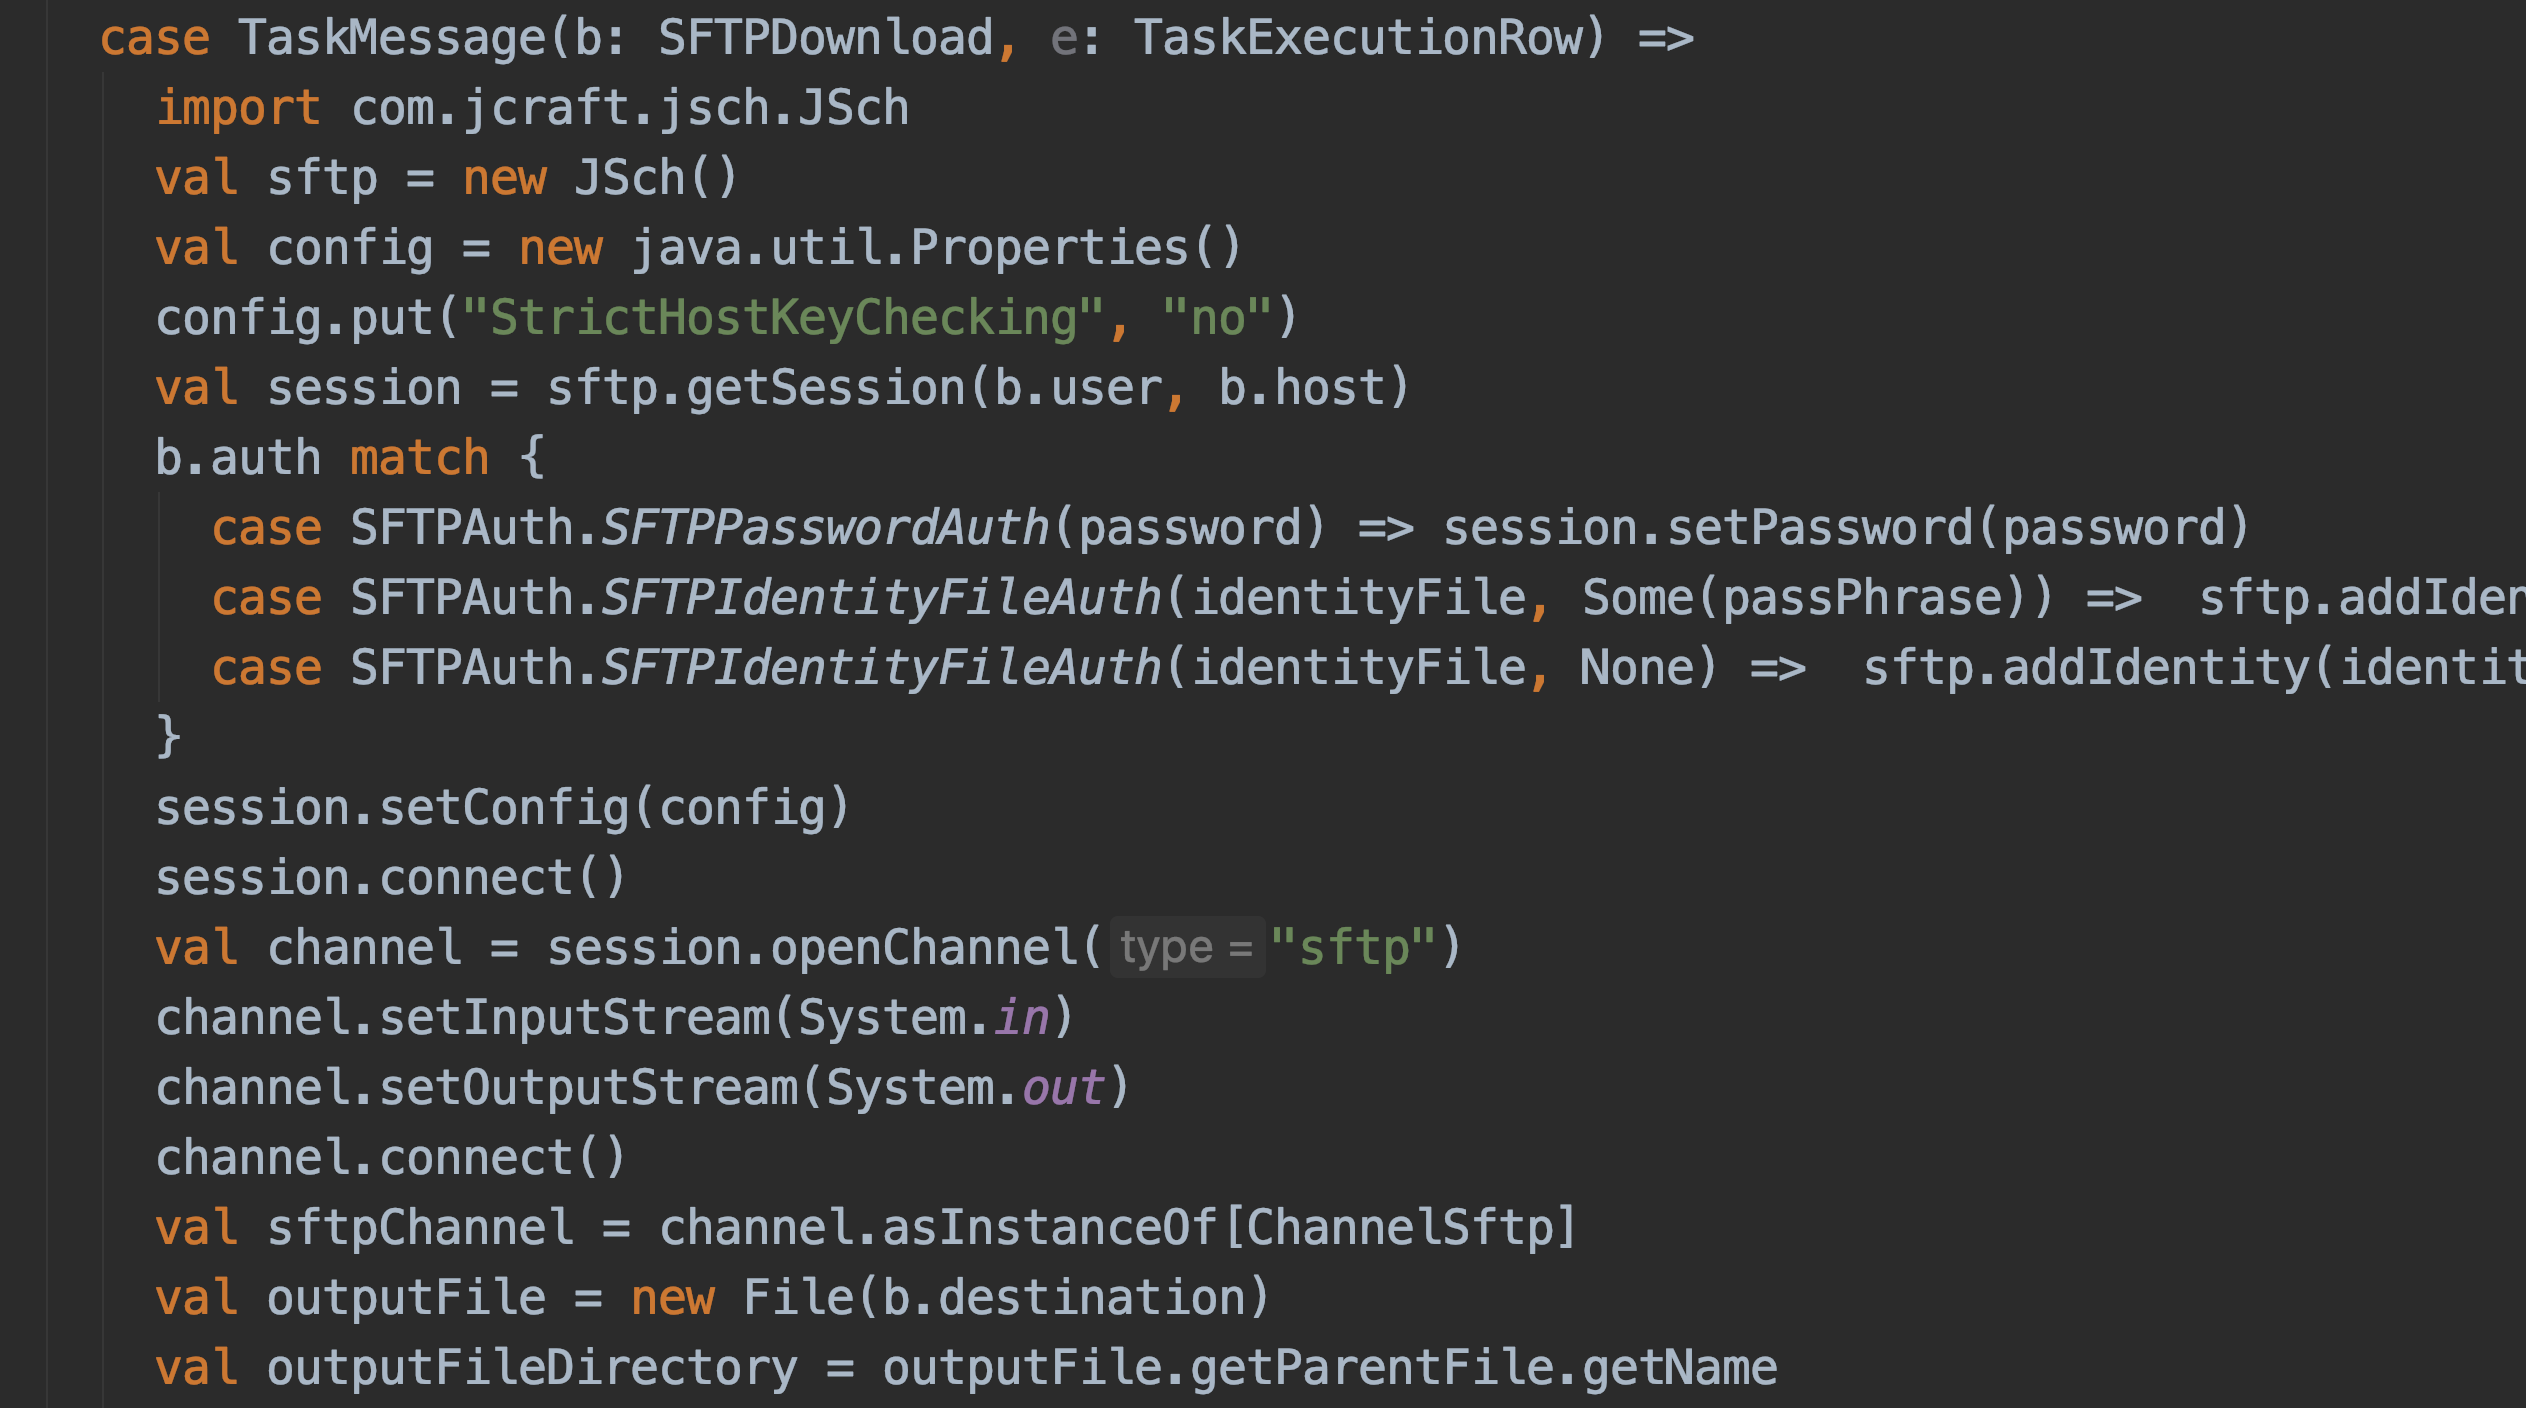 case TaskMessage(b: SFTPDownload, e: TaskExecutionRow) =>
import com.jcraft.jsch.JSch
val sftp = new JSch()
val config = new java.util.Properties()
config.put("StrictHostKeyChecking", "no")
val session = sftp.getSession(b.user, b.host)
b.auth match {
case SFTPAuth.SFTPPasswordAuth(password) => session.setPassword(password)
case SFTPAuth.SFTPIdentityFileAuth(identityFile, Some(passPhrase)) =>  sftp.addIden
case SFTPAuth.SFTPIdentityFileAuth(identityFile, None) =>  sftp.addIdentity(identit
}
session.setConfig(config)
session.connect()
val channel = session.openChannel( type = "sftp")
channel.setInputStream(System.in)
channel.setOutputStream(System.out)
channel.connect()
val sftpChannel = channel.asInstanceOf[ChannelSftp]
val outputFile = new File(b.destination)
val outputFileDirectory = outputFile.getParentFile.getName